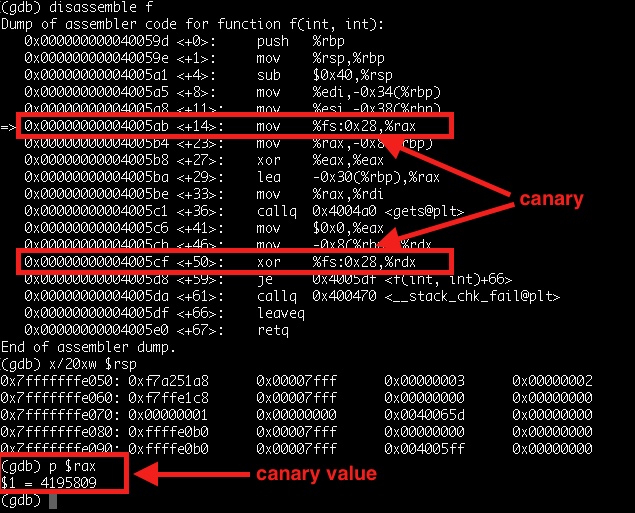 (gdb) disassemble f
Dump of assembler code for function f(int, int):
0x000000000040059d <+0>: push %rbp
0x000000000040059e <+1>: mov %rsp,%rbp
0x00000000004005a1 <+4>: sub $0x40,%rsp
0x00000000004005a5 <+8>: mov %edi,-0x34(%rbp)
0x00000000004005a8 <+11>: mov %esi,-0x38(%rbp)
=> 0x00000000004005ab <+14>: mov %fs:0x28,%rax
0x00000000004005b4 <+23>: mov %rax,-0x8(%rbp)
0x00000000004005b8 <+27>: xor %eax,%eax
0x00000000004005ba <+29>: lea -0x30(%rbp),%rax
0x00000000004005be <+33>: mov %rax,%rdi
canary
0x00000000004005c1 <+36>: callq 0x4004a0 <gets@plt>
0x00000000004005c6 <+41>: mov $0x0,%eax
0x00000000004005cb <+46>: mov -0x8(%rbp),%rdx
0x00000000004005cf <+50>: xor %fs:0x28,%rdx
0x00000000004005d8 <+59>: je 0x4005df <f(int, int)+66>
0x00000000004005da <+61>: callq 0x400470 <__stack_chk_fail@plt>
0x00000000004005df <+66>: leaveq
0x00000000004005e0 <+67>: retq
End of assembler dump.
(gdb) x/20xw $rsp
0x7fffffffe050: 0xf7a251a8 0x00007fff 0x00000003 0x00000002
0x7fffffffe060: 0xf7ffe1c8 0x00007fff 0x00000000 0x00000000
0x7fffffffe070: 0x00000001 0x00000000 0x0040065d 0x00000000
0x7fffffffe080: 0xffffe0b0 0x00007fff 0x00000000 0x00000000
0x7fffffffe090: 0xffffe0b0 0x00007fff 0x004005ff 0x00000000
(gdb) p $rax
$1 = 4195809
canary value
(gdb)